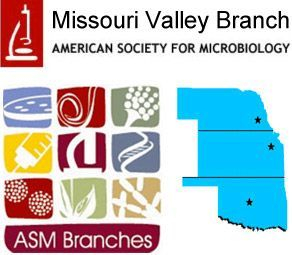 Missouri Valley Branch
AMERICAN SOCIETY FOR MICROBIOLOGY
ASM Branches